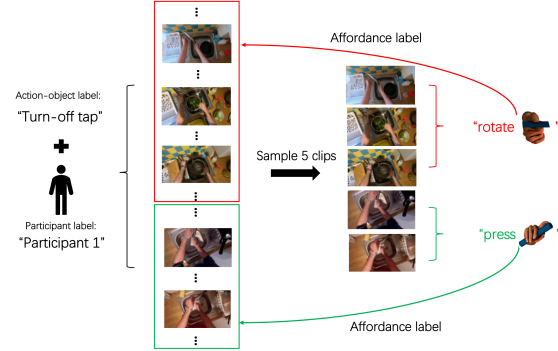 Affordance label
Action-object label:
"Turn-off tap"
Sample 5 clips
"rotate "
Participant label:
"Participant 1"
"press "
Affordance label